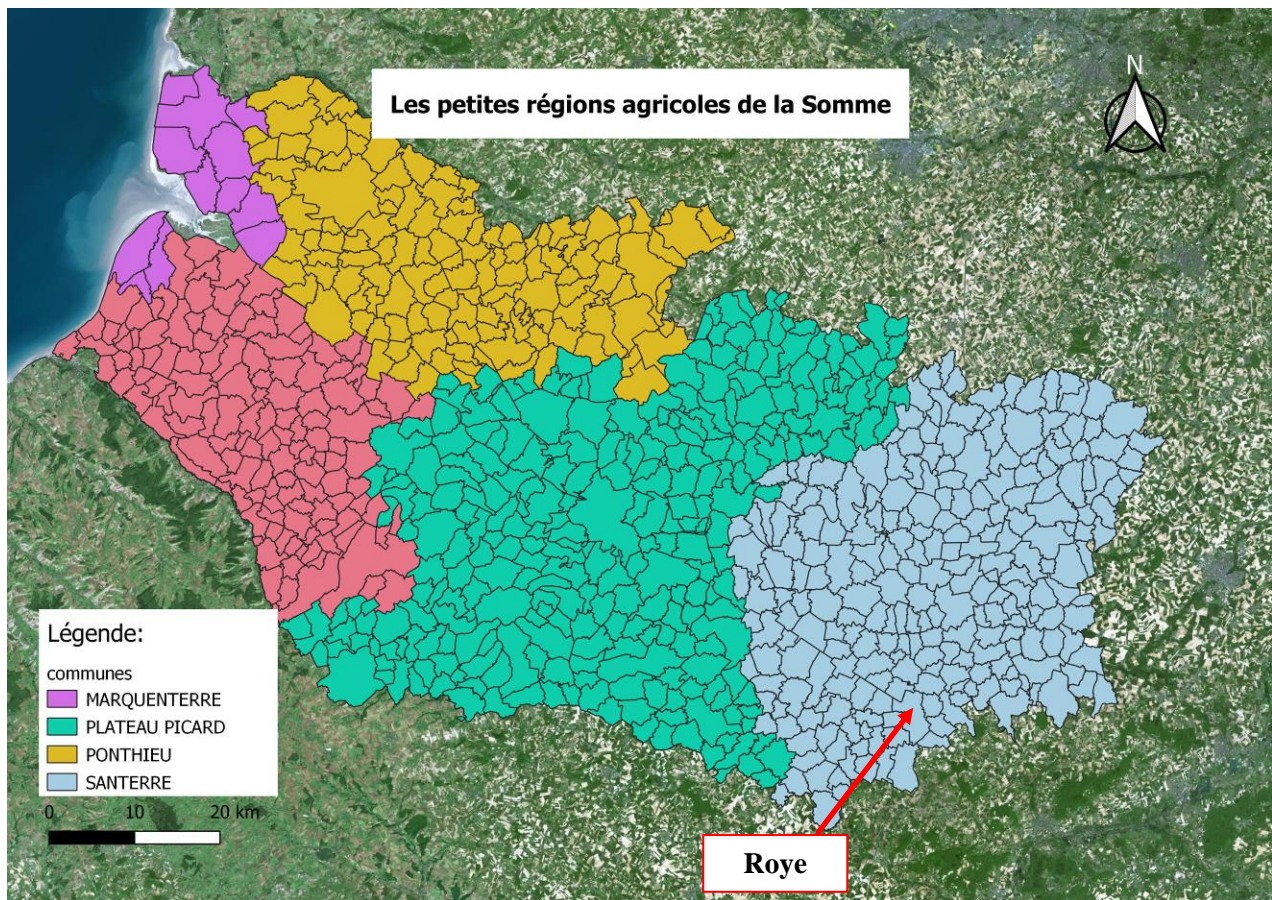 Les petites régions agricoles de la Somme
N
Légende:
communes
MARQUENTERRE
PLATEAU PICARD
PONTHIEU
SANTERRE
0 10 20 km
Roye